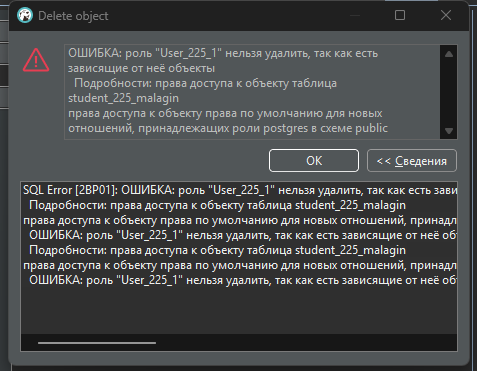 Delete object
ОШИБКА: роль "User_225_1" нельзя удалить, так как есть
зависящие от неё объекты
Подробности: права доступа к объекту таблица
student_225_malagin
права доступа к объекту права по умолчанию для новых
отношений, принадлежащих роли postgres в схеме public
OK
<< Сведения
SQL Error [2BP01]: ОШИБКА: роль "User_225_1" нельзя удалить, так как есть зави
Подробности: права доступа к объекту таблица student_225_malagin
права доступа к объекту права по умолчанию для новых отношений, принадл
ОШИБКА: роль "User_225_1" нельзя удалить, так как есть зависящие от неё об
Подробности: права доступа к объекту таблица student_225_malagin
права доступа к объекту права по умолчанию для новых отношений, принадл
ОШИБКА: роль "User_225_1" нельзя удалить, так как есть зависящие от неё об